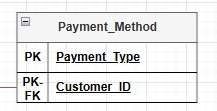 Payment_Method
PK Payment_Type
PK-FK Customer_ID